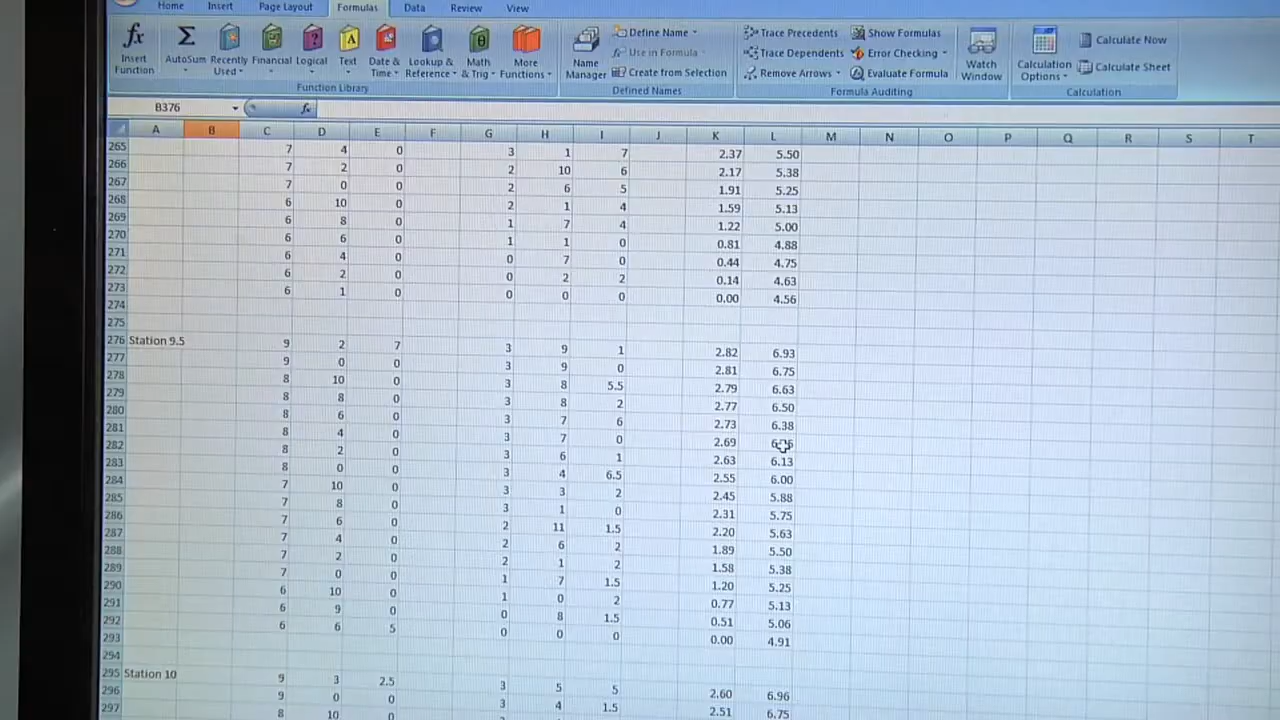 Home Insert Page Layout Formulas Data Review View
fx Insert Function Σ AutoSum Recently Used Financial Logical Text Date & Time Lookup & Reference Math & Trig More Functions
Function Library
Name Manager Define Name Use in Formula Create from Selection
Defined Names
Trace Precedents Trace Dependents Remove Arrows Show Formulas Error Checking Evaluate Formula Watch Window
Formula Auditing
Calculation Options Calculate Now Calculate Sheet
Calculation
B376 fx
A B C D E F G H I J K L M N O P Q R S T
265 7 4 0 3 1 7 2.37 5.50
266 7 2 0 2 10 6 2.17 5.38
267 7 0 0 2 6 5 1.91 5.25
268 6 10 0 2 1 4 1.59 5.13
269 6 8 0 1 7 4 1.22 5.00
270 6 6 0 1 1 0 0.81 4.88
271 6 4 0 0 7 0 0.44 4.75
272 6 2 0 0 2 2 0.14 4.63
273 6 1 0 0 0 0 0.00 4.56
274
275
276 Station 9.5 9 2 7 3 9 1 2.82 6.93
277 9 0 0 3 9 0 2.81 6.75
278 8 10 0 3 8 5.5 2.79 6.63
279 8 8 0 3 8 2 2.77 6.50
280 8 6 0 3 7 6 2.73 6.38
281 8 4 0 3 7 0 2.69
282 8 2 0 3 6 1 2.63 6.13
283 8 0 0 3 4 6.5 2.55 6.00
284 7 10 0 3 3 2 2.45 5.88
285 7 8 0 3 1 0 2.31 5.75
286 7 6 0 2 11 1.5 2.20 5.63
287 7 4 0 2 6 2 1.89 5.50
288 7 2 0 2 1 2 1.58 5.38
289 7 0 0 1 7 1.5 1.20 5.25
290 6 10 0 1 0 2 0.77 5.13
291 6 9 0 0 8 1.5 0.51 5.06
292 6 6 5 0 0 0 0.00 4.91
293
294
295 Station 10 9 3 2.5 3 5 5 2.60 6.96
296 9 0 0 3 4 1.5 2.51 6.75
297 8 10 0